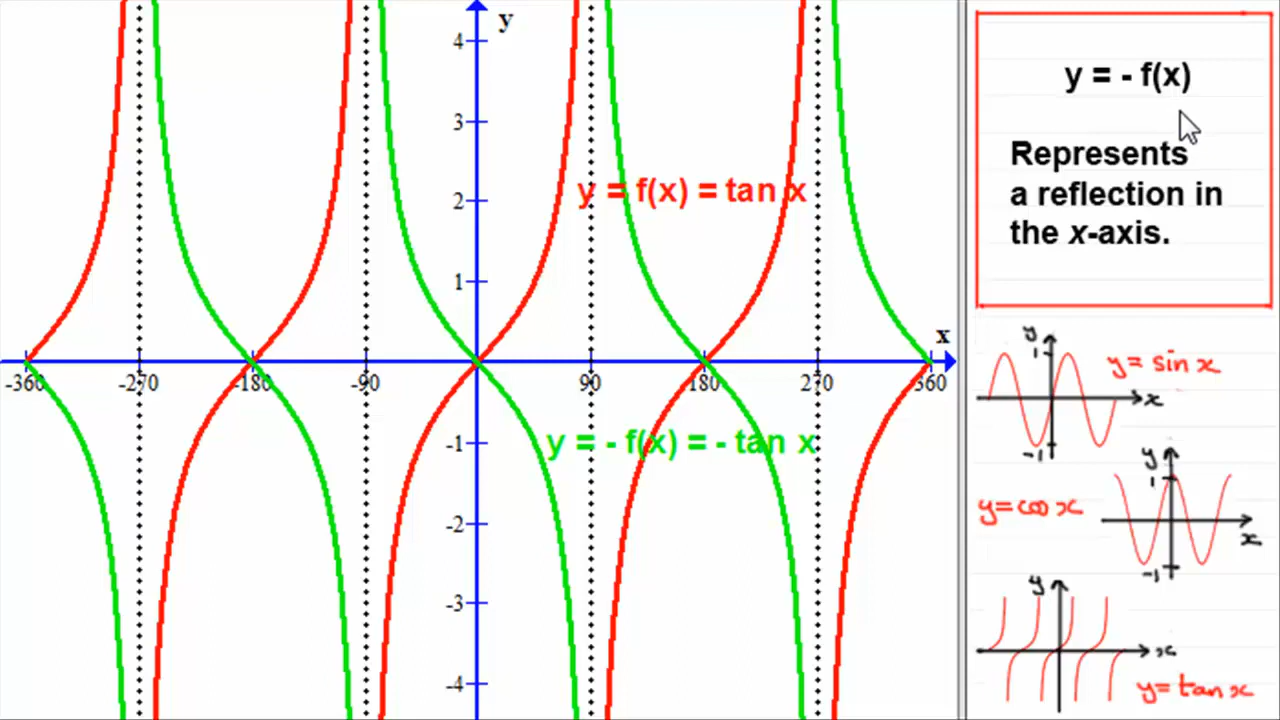 y
4
3
2
1
y = f(x) = tan x
x
-360 -270 -180 -90 90 180 270 360
-1
y = - f(x) = - tan x
-2
-3
-4
y = - f(x)
Represents
a reflection in
the x-axis.
y
1
y = sin x
x
-1
y
1
y = cos x
x
-1
y
x
y = tan x